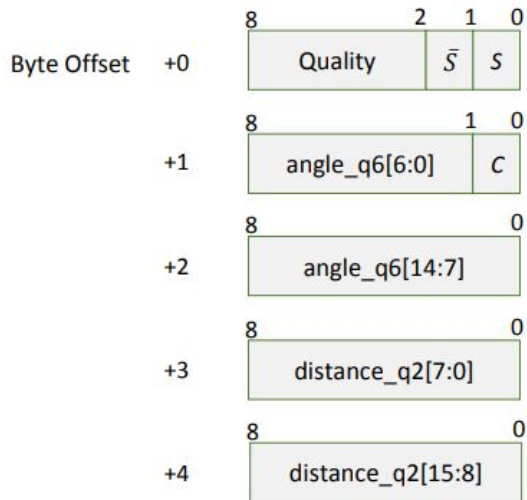 8 2 1 0
Byte Offset +0 Quality S̄ S
8 1 0
+1 angle_q6[6:0] C
8 0
+2 angle_q6[14:7]
8 0
+3 distance_q2[7:0]
8 0
+4 distance_q2[15:8]